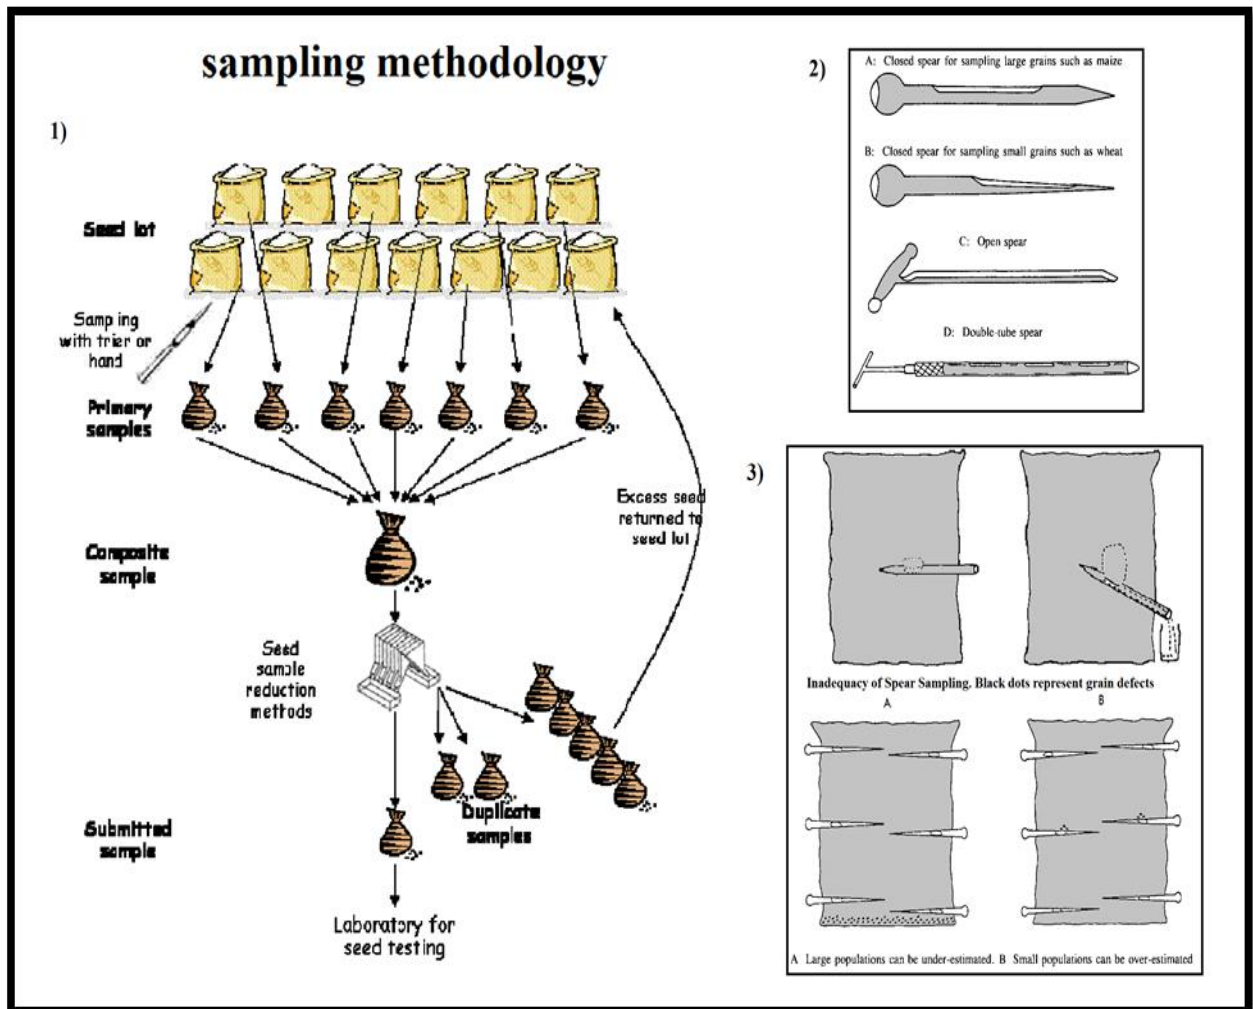 sampling methodology
1)
Seed lot
Sampling
with trier or
hand
Primary
samples
Composite
sample
Seed
sample
reduction
methods
Excess seed
returned to
seed lot
Duplicate
samples
Submitted
sample
Laboratory for
seed testing
2)
A: Closed spear for sampling large grains such as maize
B: Closed spear for sampling small grains such as wheat
C: Open spear
D: Double-tube spear
3)
Inadequacy of Spear Sampling. Black dots represent grain defects
A B
A Large populations can be under-estimated. B Small populations can be over-estimated